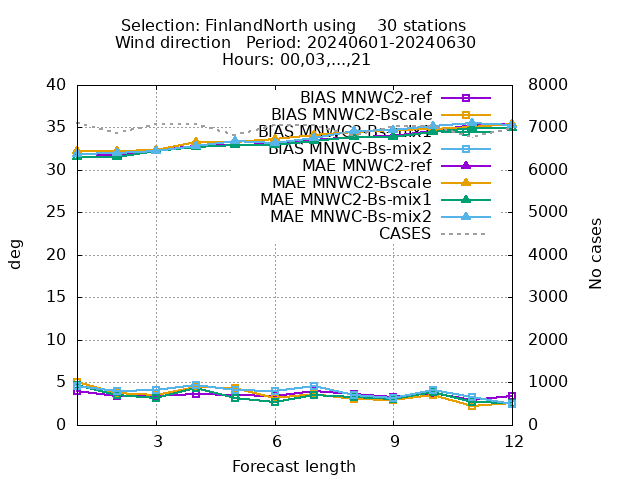 Selection: FinlandNorth using 30 stations
Wind direction Period: 20240601-20240630
Hours: 00,03,...,21
40 8000
35 7000
30 6000
25 5000
20 4000
15 3000
10 2000
5 1000
0 0
deg
No cases
BIAS MNWC2-ref
BIAS MNWC2-Bscale
BIAS MNWC2-Bs-mix1
BIAS MNWC-Bs-mix2
MAE MNWC2-ref
MAE MNWC2-Bscale
MAE MNWC2-Bs-mix1
MAE MNWC-Bs-mix2
CASES
3 6 9 12
Forecast length